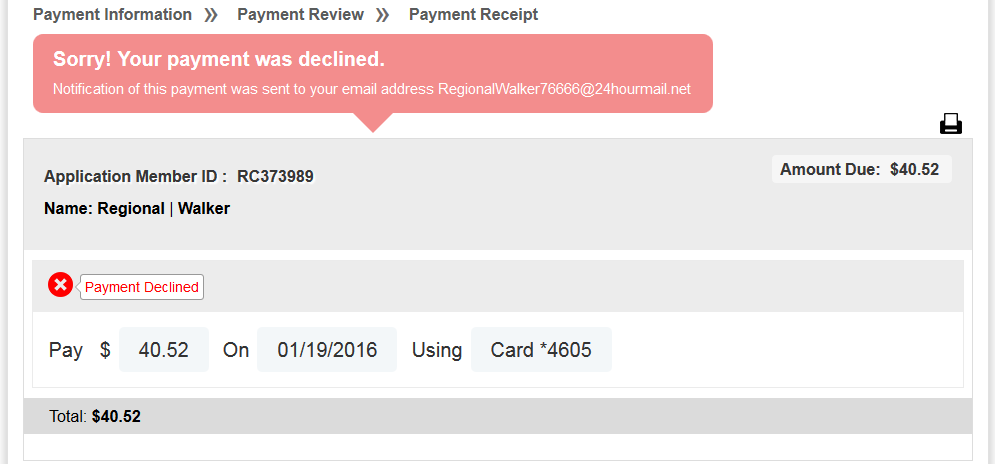 Payment Information » Payment Review » Payment Receipt
Sorry! Your payment was declined.
Notification of this payment was sent to your email address RegionalWalker76666@24hourmail.net
Application Member ID : RC373989
Amount Due: $40.52
Name: Regional | Walker
Payment Declined
Pay $ 40.52 On 01/19/2016 Using Card *4605
Total: $40.52